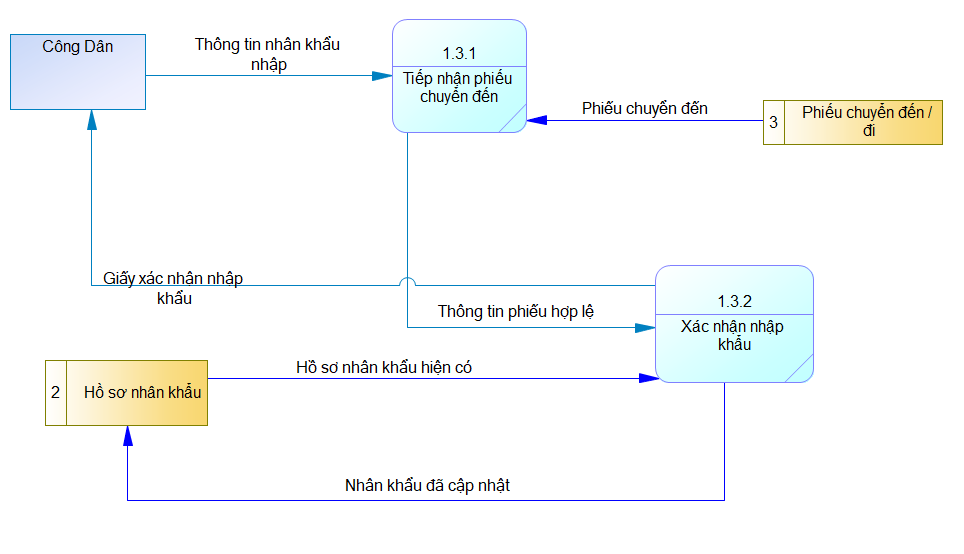 Công Dân
Thông tin nhân khẩu
nhập
1.3.1
Tiếp nhận phiếu
chuyển đến
Phiếu chuyển đến
3
Phiếu chuyển đến /
đi
Giấy xác nhận nhập
khẩu
Thông tin phiếu hợp lệ
1.3.2
Xác nhận nhập
khẩu
Hồ sơ nhân khẩu hiện có
2
Hồ sơ nhân khẩu
Nhân khẩu đã cập nhật